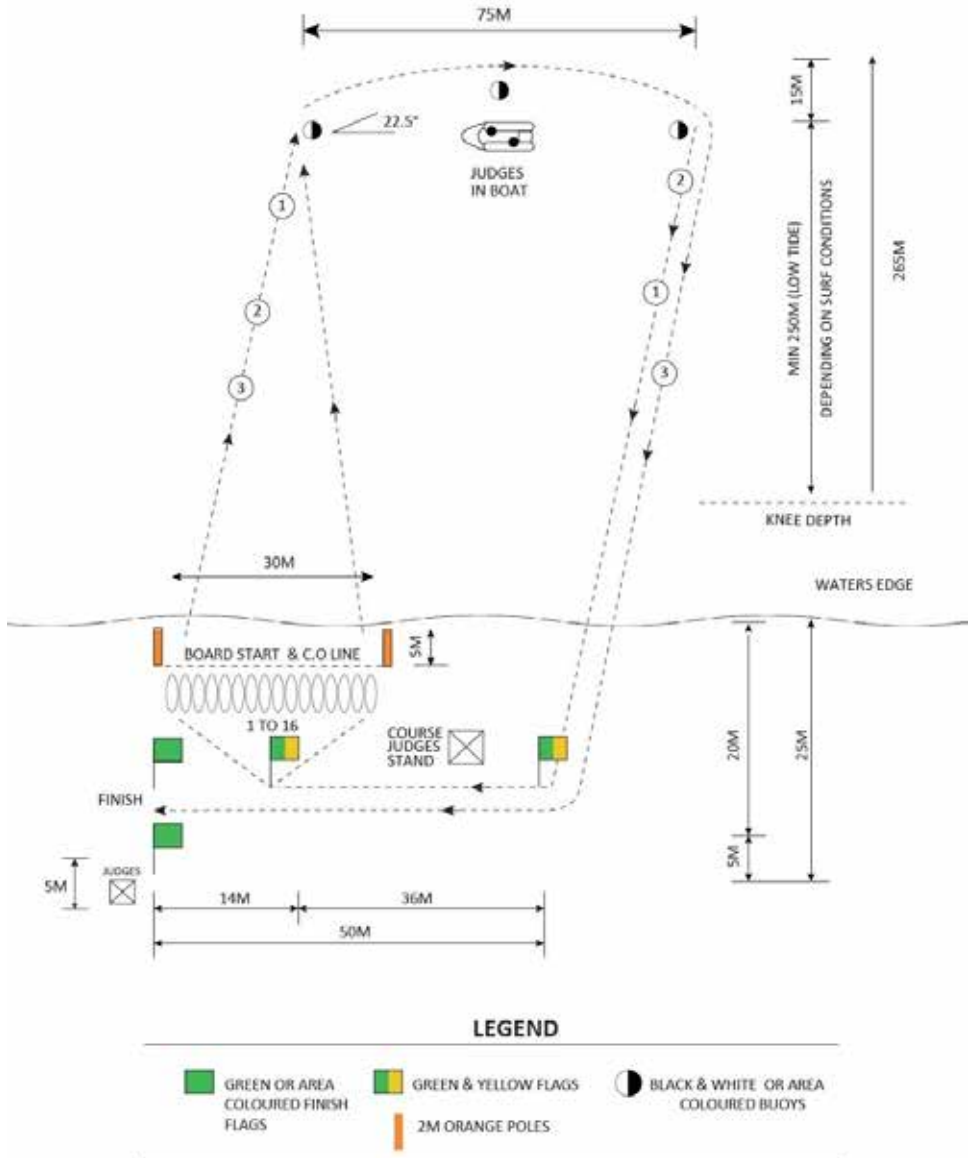 75M
15M
22.5°
JUDGES
IN BOAT
1
2
2
1
3
3
MIN 250M (LOW TIDE)
DEPENDING ON SURF CONDITIONS
265M
KNEE DEPTH
30M
WATERS EDGE
BOARD START & C.O LINE
5M
1 TO 16
COURSE
JUDGES
STAND
20M
25M
FINISH
5M
JUDGES
5M
14M
36M
50M
LEGEND
GREEN OR AREA
COLOURED FINISH
FLAGS
GREEN & YELLOW FLAGS
2M ORANGE POLES
BLACK & WHITE OR AREA
COLOURED BUOYS